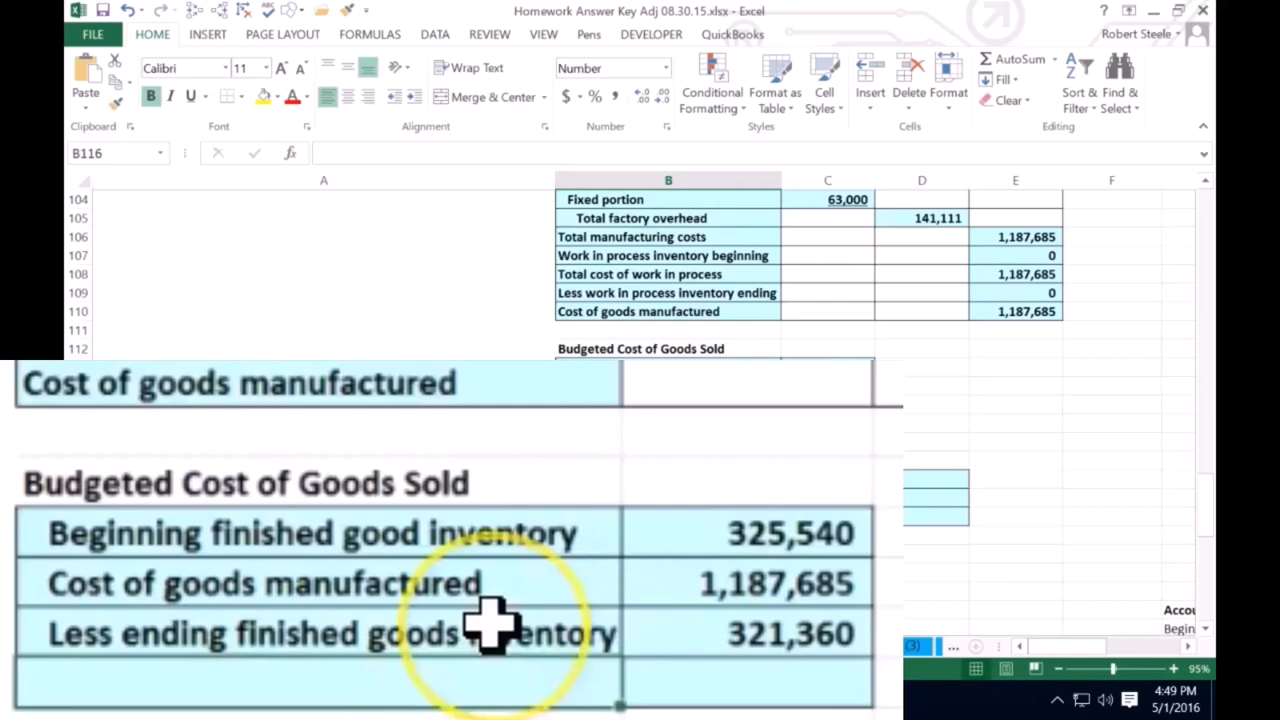 Homework Answer Key Adj 08.30.15.xlsx - Excel
FILE HOME INSERT PAGE LAYOUT FORMULAS DATA REVIEW VIEW Pens DEVELOPER QuickBooks Robert Steele
Calibri 11 Wrap Text Number AutoSum
Paste B I U Merge & Center $ % Conditional Formatting Format as Table Cell Styles Insert Delete Format Fill Clear Sort & Filter Find & Select
Clipboard Font Alignment Number Styles Cells Editing
B116 fx
A B C D E F
104 Fixed portion 63,000
105 Total factory overhead 141,111
106 Total manufacturing costs 1,187,685
107 Work in process inventory beginning 0
108 Total cost of work in process 1,187,685
109 Less work in process inventory ending 0
110 Cost of goods manufactured 1,187,685
111
112 Budgeted Cost of Goods Sold
Cost of goods manufactured
Budgeted Cost of Goods Sold
Beginning finished good inventory 325,540
Cost of goods manufactured 1,187,685
Less ending finished goods inventory 321,360
Accou
Begin
(3) ...
95%
4:49 PM
5/1/2016